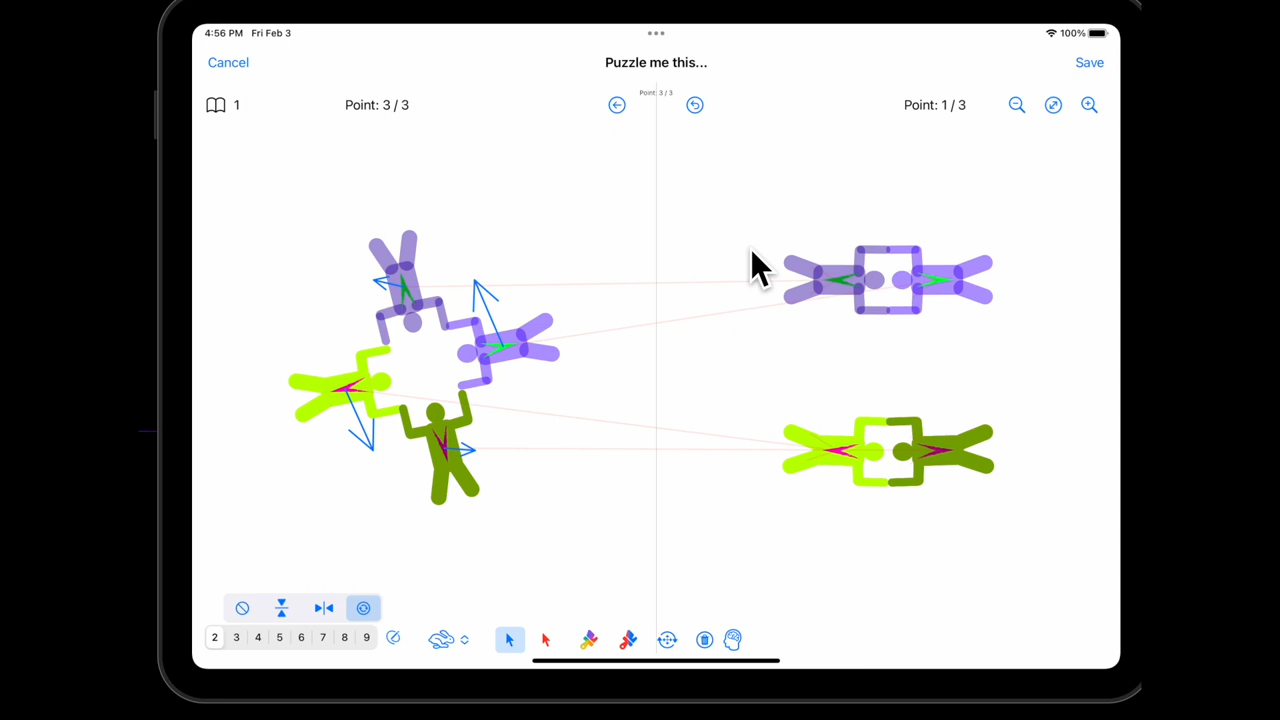 4:56 PM Fri Feb 3
100%
Cancel
Puzzle me this...
Save
1
Point: 3 / 3
Point: 3 / 3
Point: 1 / 3
2 3 4 5 6 7 8 9